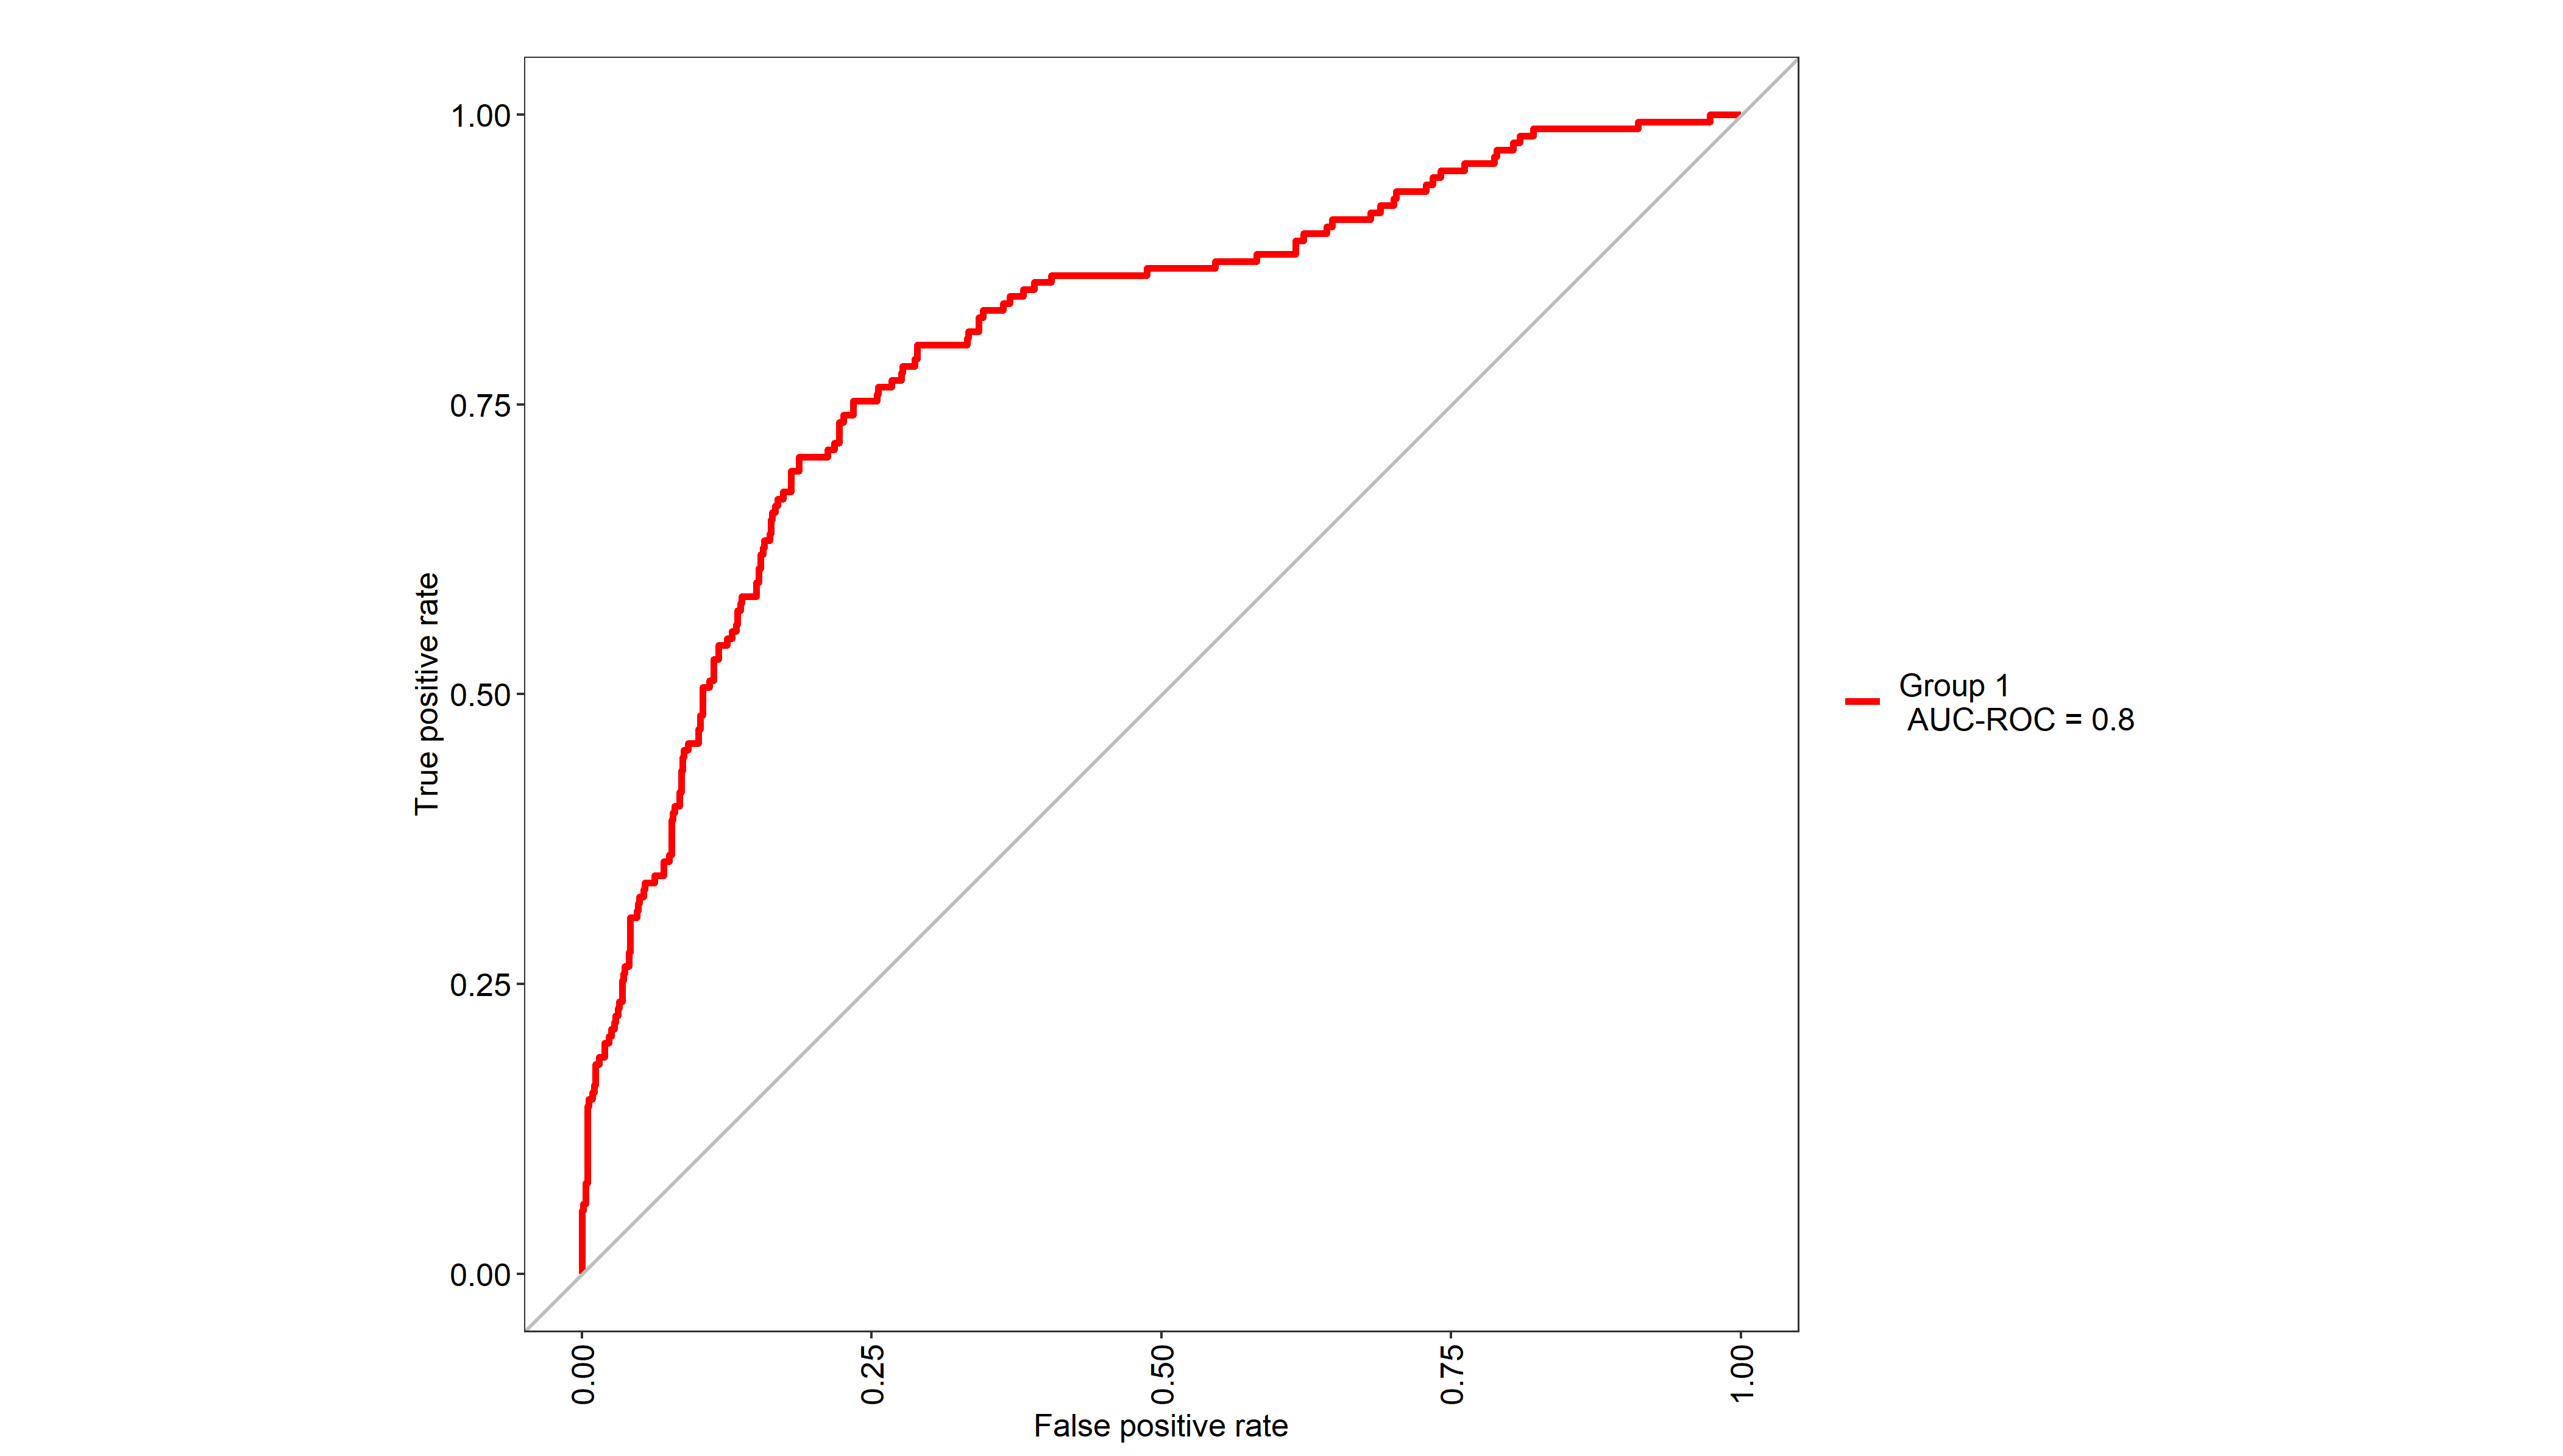 1.00
0.75
0.50
0.25
0.00
True positive rate
0.00
0.25
0.50
0.75
1.00
False positive rate
Group 1
AUC-ROC = 0.8